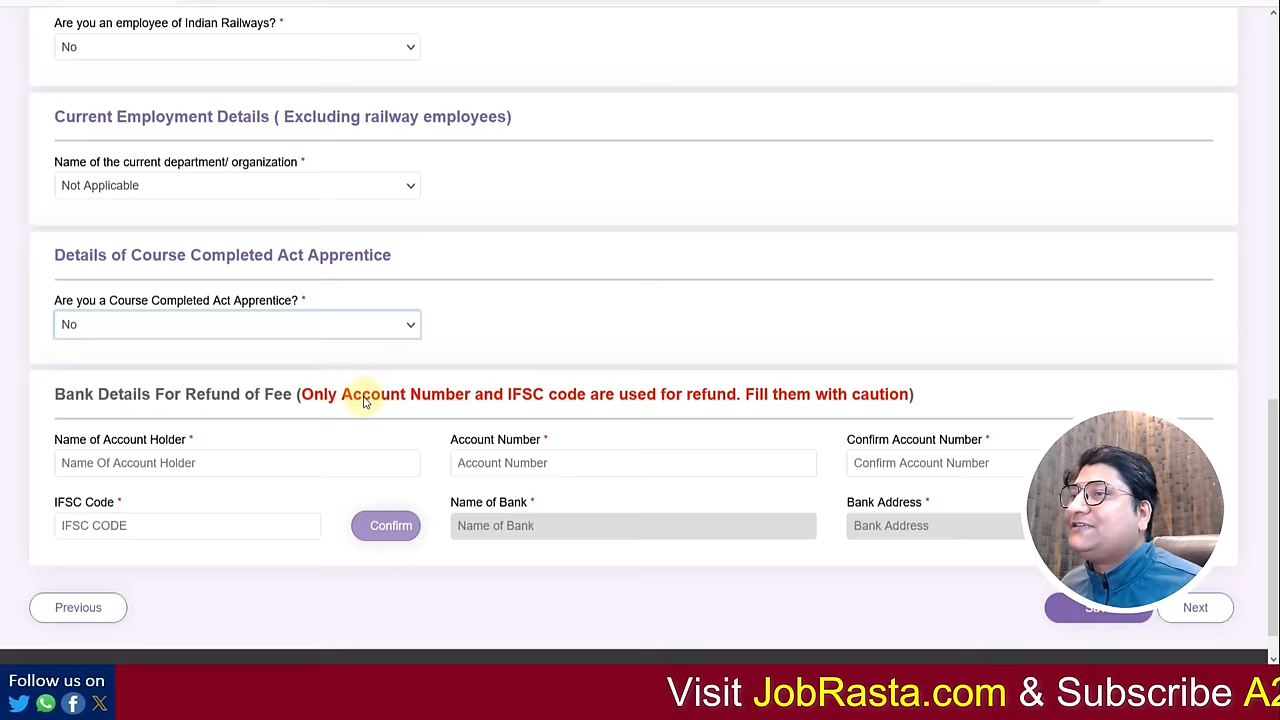 Are you an employee of Indian Railways? *
No
Current Employment Details ( Excluding railway employees)
Name of the current department/ organization *
Not Applicable
Details of Course Completed Act Apprentice
Are you a Course Completed Act Apprentice? *
No
Bank Details For Refund of Fee (Only Account Number and IFSC code are used for refund. Fill them with caution)
Name of Account Holder * Account Number * Confirm Account Number *
Name Of Account Holder Account Number Confirm Account Number
IFSC Code * Name of Bank * Bank Address *
IFSC CODE Confirm Name of Bank Bank Address
Previous Next
Follow us on
Visit JobRasta.com & Subscribe A2